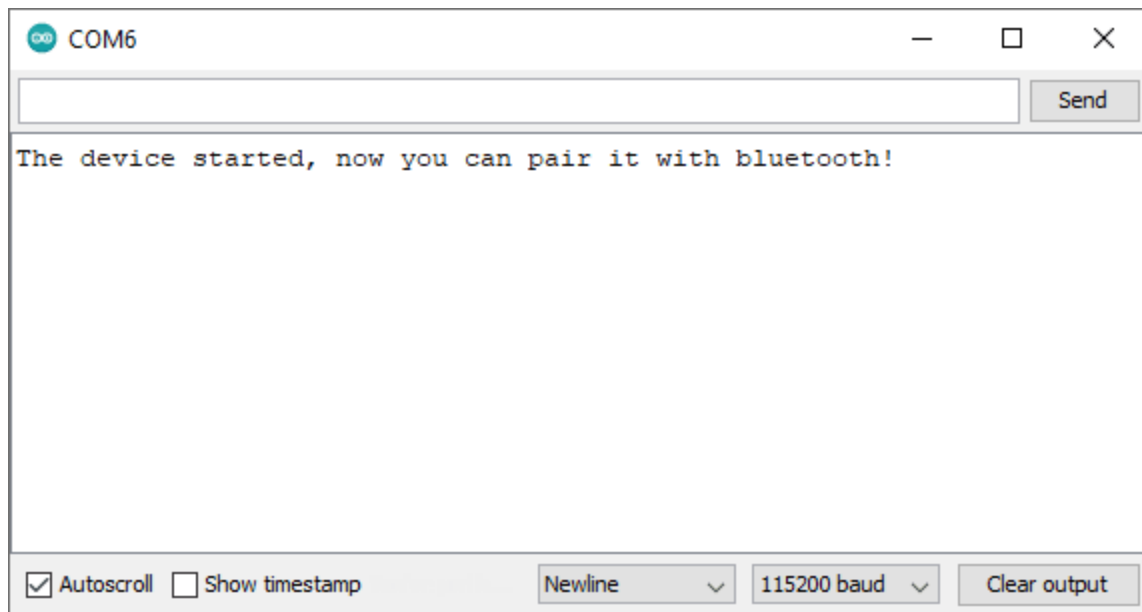 COM6
Send
The device started, now you can pair it with bluetooth!
Autoscroll Show timestamp Newline 115200 baud Clear output